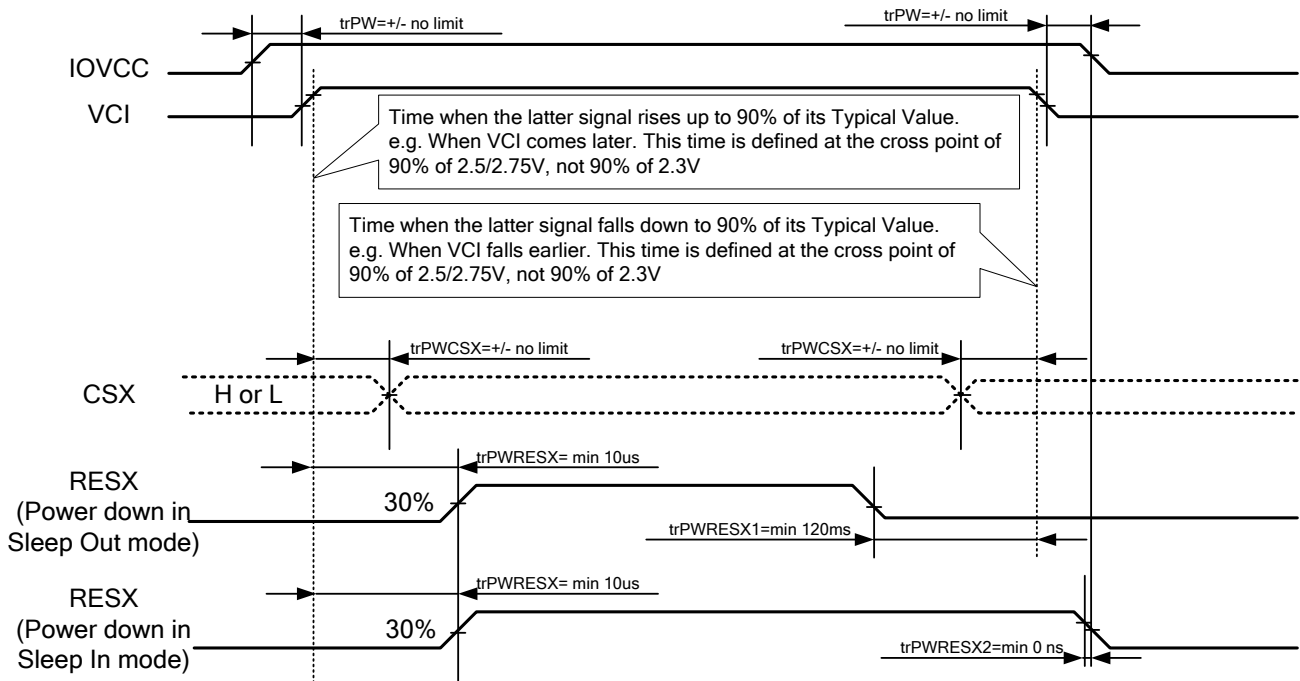 trPW=+/- no limit
trPW=+/- no limit
IOVCC
VCI
Time when the latter signal rises up to 90% of its Typical Value.
e.g. When VCI comes later. This time is defined at the cross point of
90% of 2.5/2.75V, not 90% of 2.3V
Time when the latter signal falls down to 90% of its Typical Value.
e.g. When VCI falls earlier. This time is defined at the cross point of
90% of 2.5/2.75V, not 90% of 2.3V
trPWCSX=+/- no limit
trPWCSX=+/- no limit
CSX
H or L
trPWRESX= min 10us
RESX
(Power down in
Sleep Out mode)
30%
trPWRESX1=min 120ms
trPWRESX= min 10us
RESX
(Power down in
Sleep In mode)
30%
trPWRESX2=min 0 ns